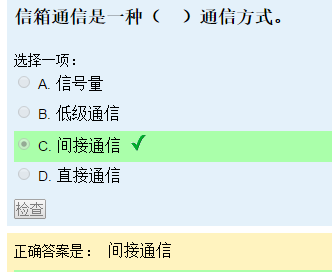 信箱通信是一种（ ）通信方式。
选择一项：
A. 信号量
B. 低级通信
C. 间接通信
D. 直接通信
检查
正确答案是： 间接通信